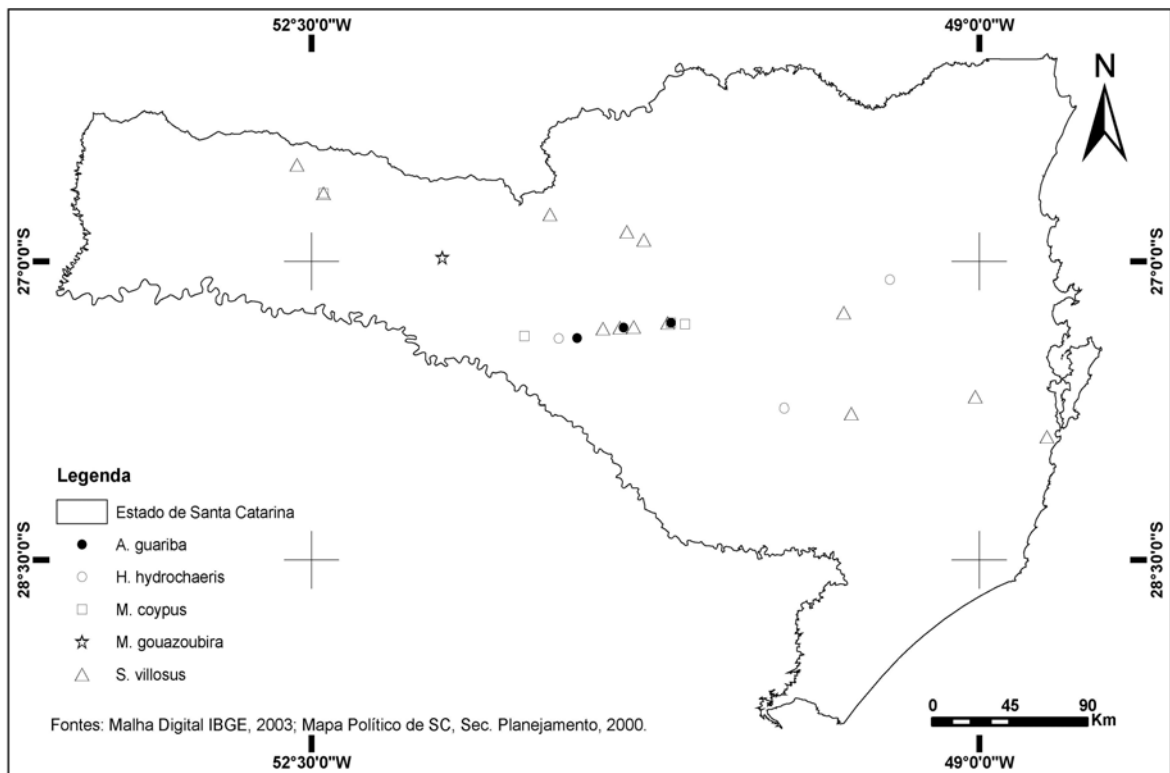 52°30'0"W 49°0'0"W
N
27°0'0"S 27°0'0"S
28°30'0"S 28°30'0"S
Legenda
Estado de Santa Catarina
A. guariba
H. hydrochaeris
M. coypus
M. gouazoubira
S. villosus
0 45 90
Km
Fontes: Malha Digital IBGE, 2003; Mapa Político de SC, Sec. Planejamento, 2000.
52°30'0"W 49°0'0"W